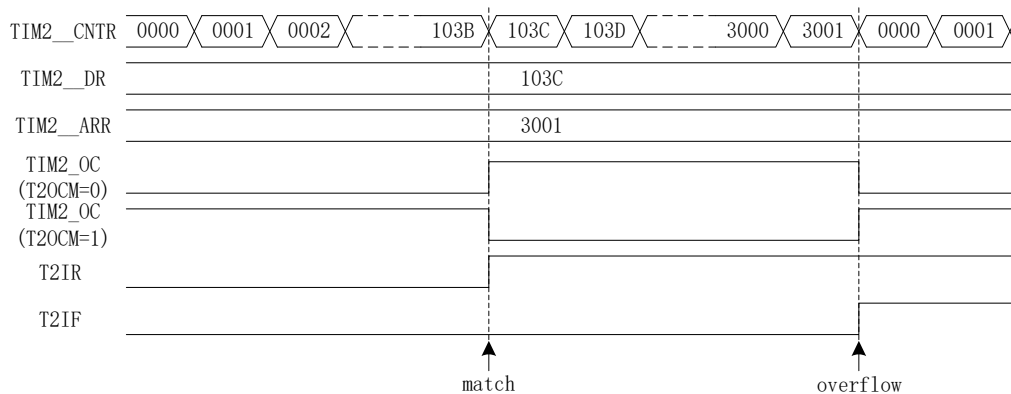 TIM2__CNTR 0000 0001 0002 103B 103C 103D 3000 3001 0000 0001
TIM2__DR 103C
TIM2__ARR 3001
TIM2_OC
(T2OCM=0)
TIM2_OC
(T2OCM=1)
T2IR
T2IF
match overflow